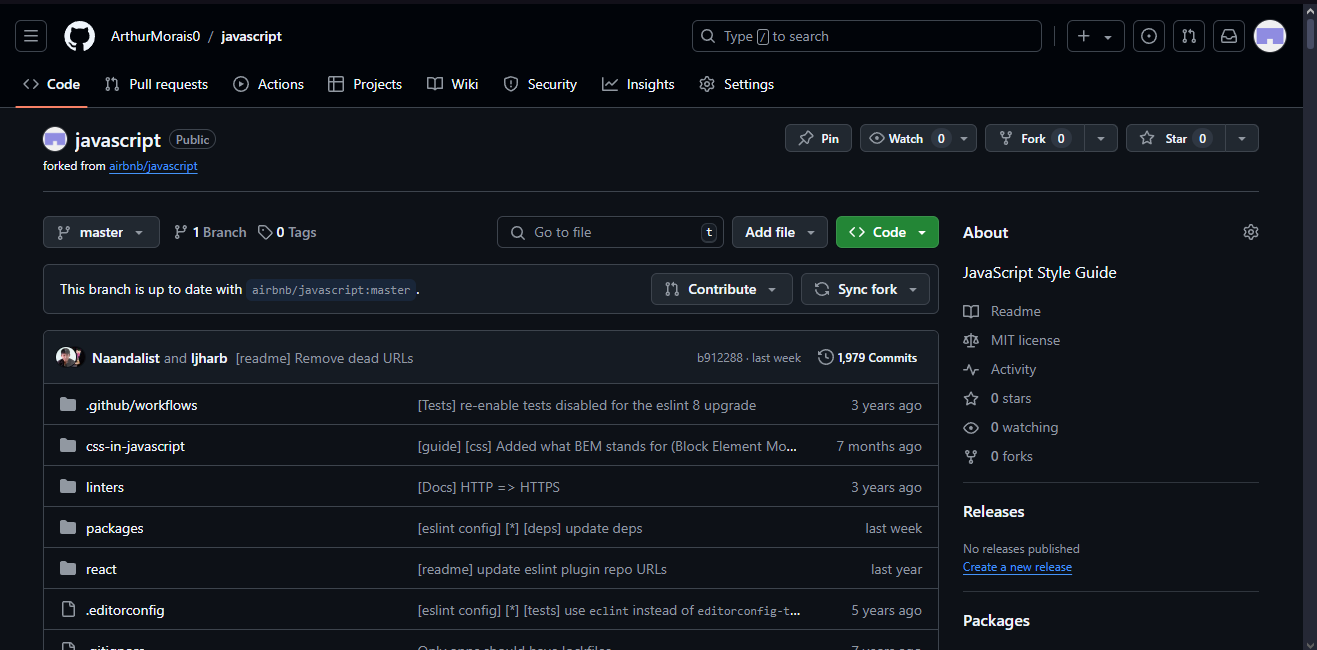 ArthurMorais0 / javascript
Type / to search
Code Pull requests Actions Projects Wiki Security Insights Settings
javascript Public
Pin Watch 0 Fork 0 Star 0
forked from airbnb/javascript
master 1 Branch 0 Tags Go to file t Add file Code
This branch is up to date with airbnb/javascript:master .
Contribute Sync fork
Naandalist and ljharb [readme] Remove dead URLs b912288 · last week 1,979 Commits
.github/workflows [Tests] re-enable tests disabled for the eslint 8 upgrade 3 years ago
css-in-javascript [guide] [css] Added what BEM stands for (Block Element Mo... 7 months ago
linters [Docs] HTTP => HTTPS 3 years ago
packages [eslint config] [*] [deps] update deps last week
react [readme] update eslint plugin repo URLs last year
.editorconfig [eslint config] [*] [tests] use eclint instead of editorconfig-t... 5 years ago
About
JavaScript Style Guide
Readme
MIT license
Activity
0 stars
0 watching
0 forks
Releases
No releases published
Create a new release
Packages